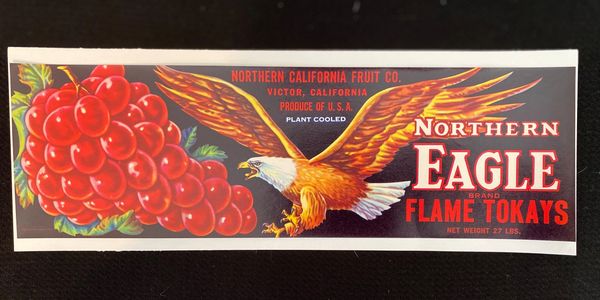 NORTHERN CALIFORNIA FRUIT CO.
VICTOR, CALIFORNIA
PRODUCE OF U.S.A.
PLANT COOLED
NORTHERN
EAGLE
BRAND
FLAME TOKAYS
NET WEIGHT 27 LBS.